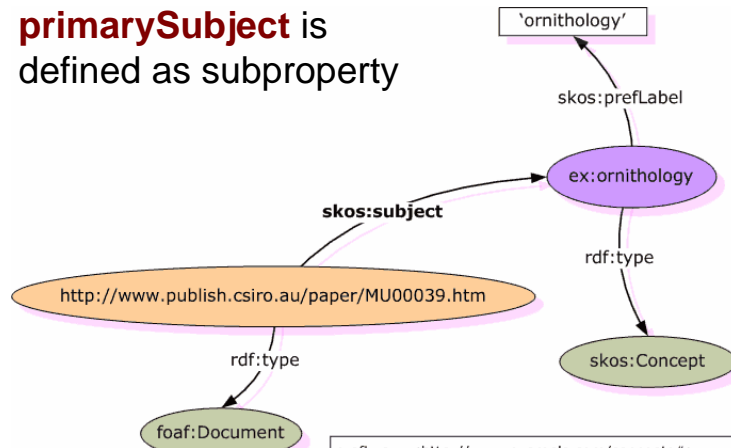 primarySubject is
defined as subproperty
‘ornithology’
skos:prefLabel
ex:ornithology
skos:subject
rdf:type
http://www.publish.csiro.au/paper/MU00039.htm
rdf:type
skos:Concept
foaf:Document